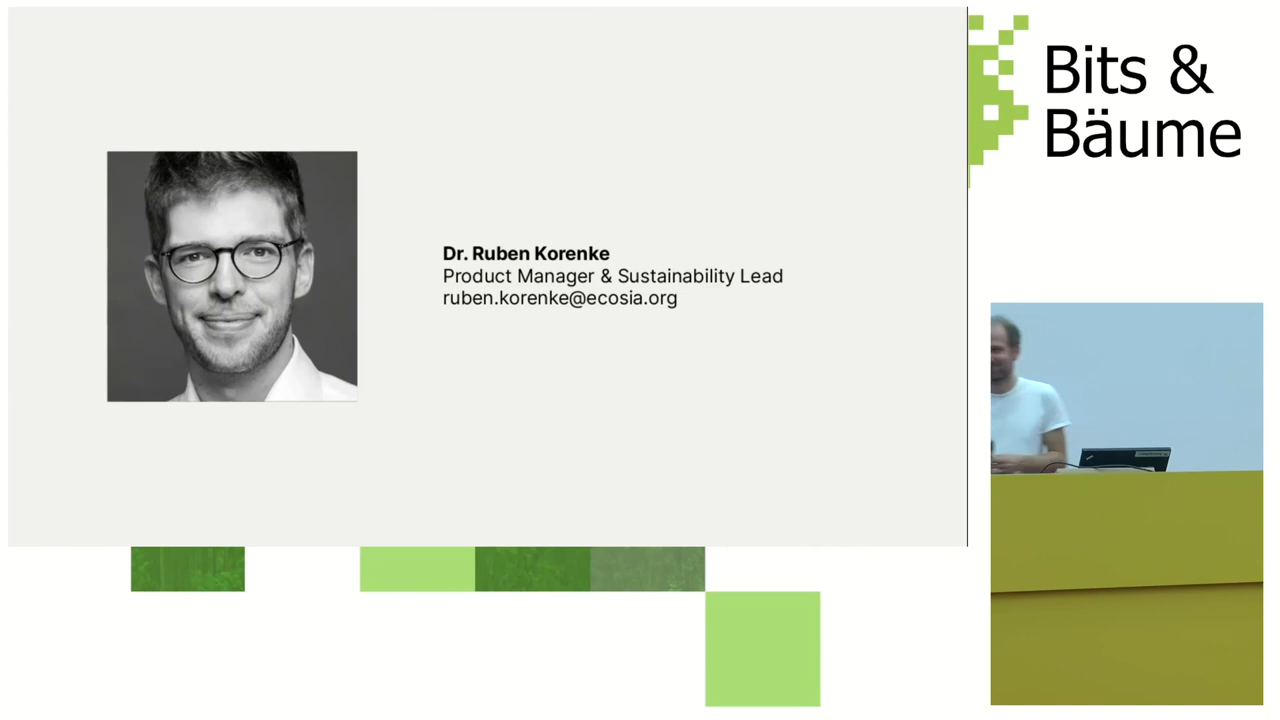 Bits &
Bäume
Dr. Ruben Korenke
Product Manager & Sustainability Lead
ruben.korenke@ecosia.org